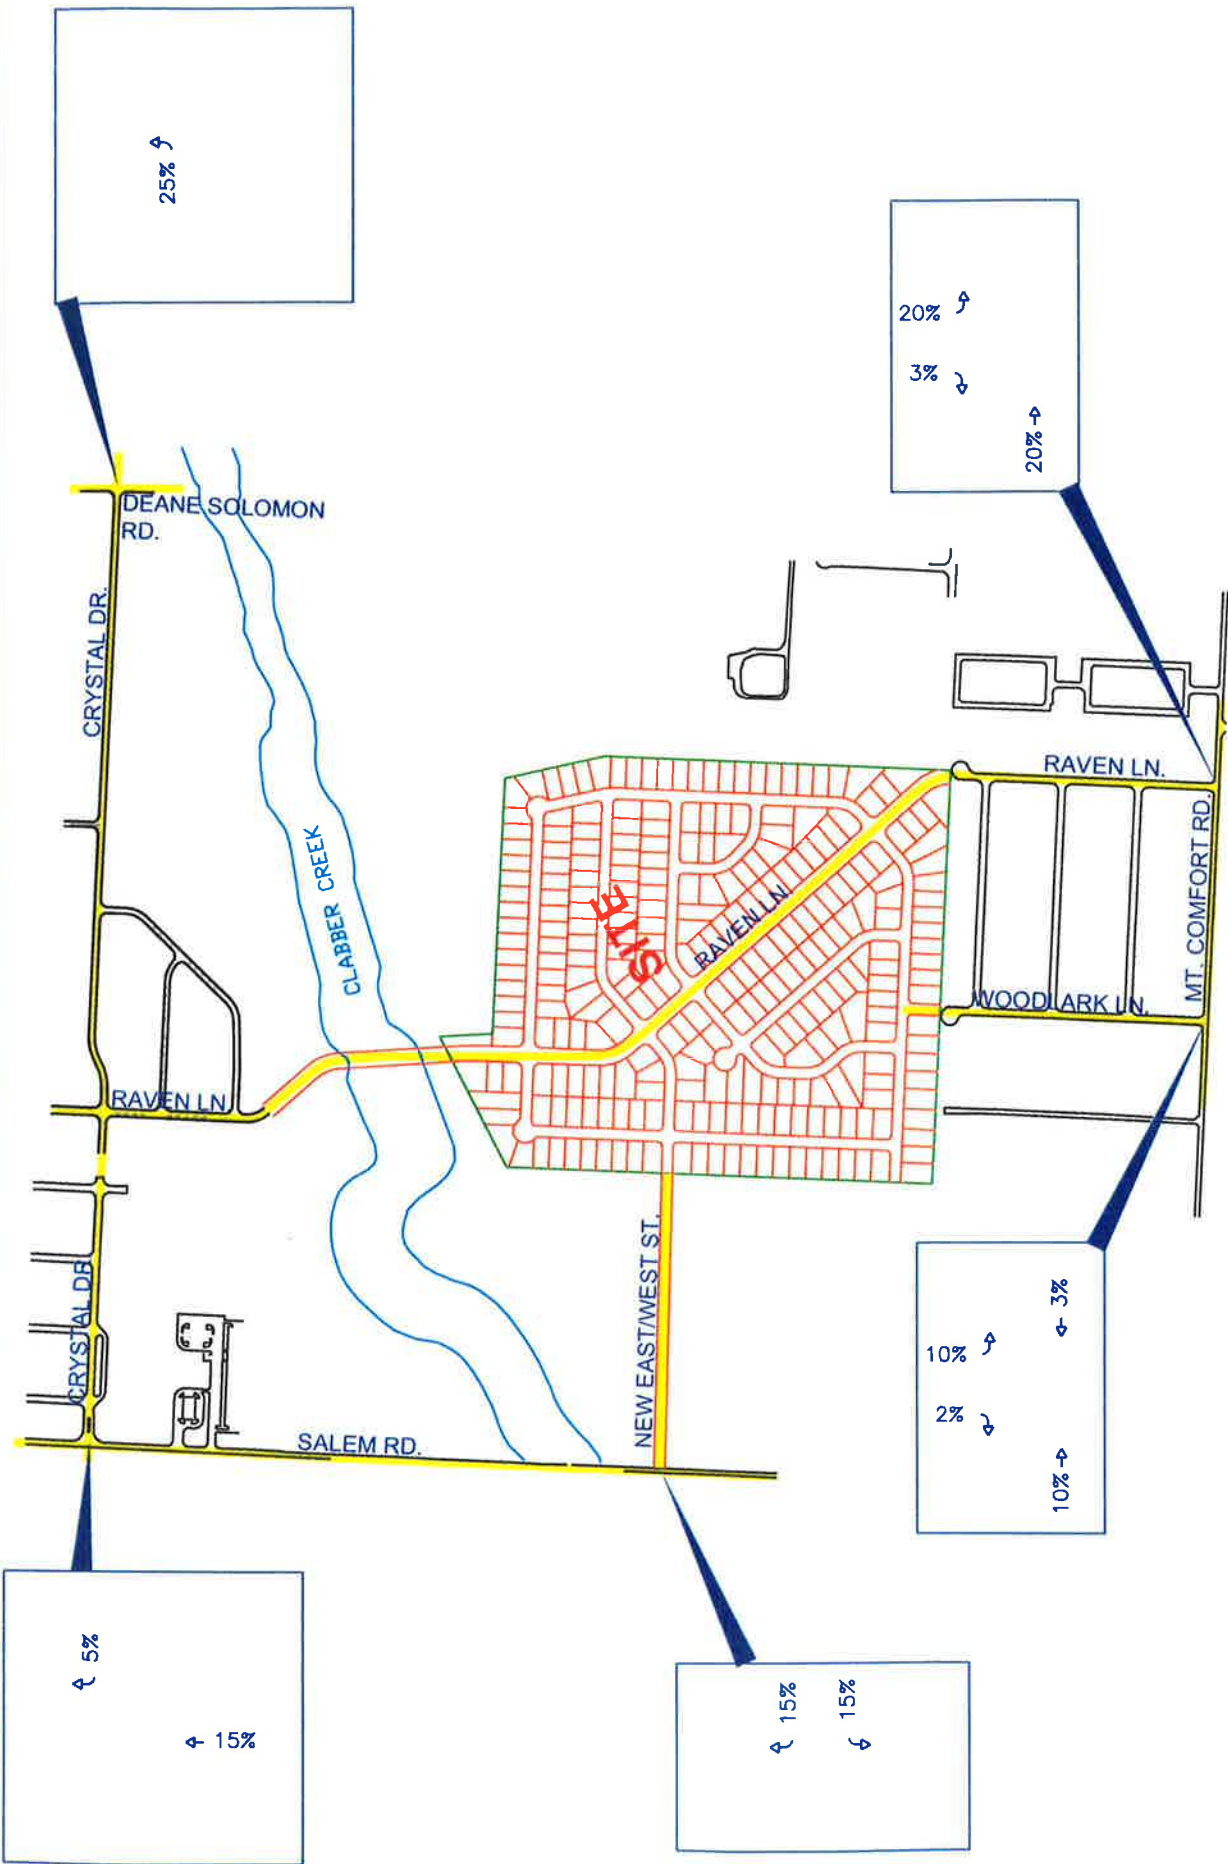 25%
DEANE SOLOMON
RD.
CRYSTAL DR.
20%
3%
20%
CLABBER CREEK
SITE
RAVEN LN.
RAVEN LN.
MT. COMFORT RD.
WOODLARK LN.
RAVEN LN
CRYSTAL DR
SALEM RD.
NEW EAST/WEST ST.
10%
3%
2%
10%
5%
15%
15%
15%